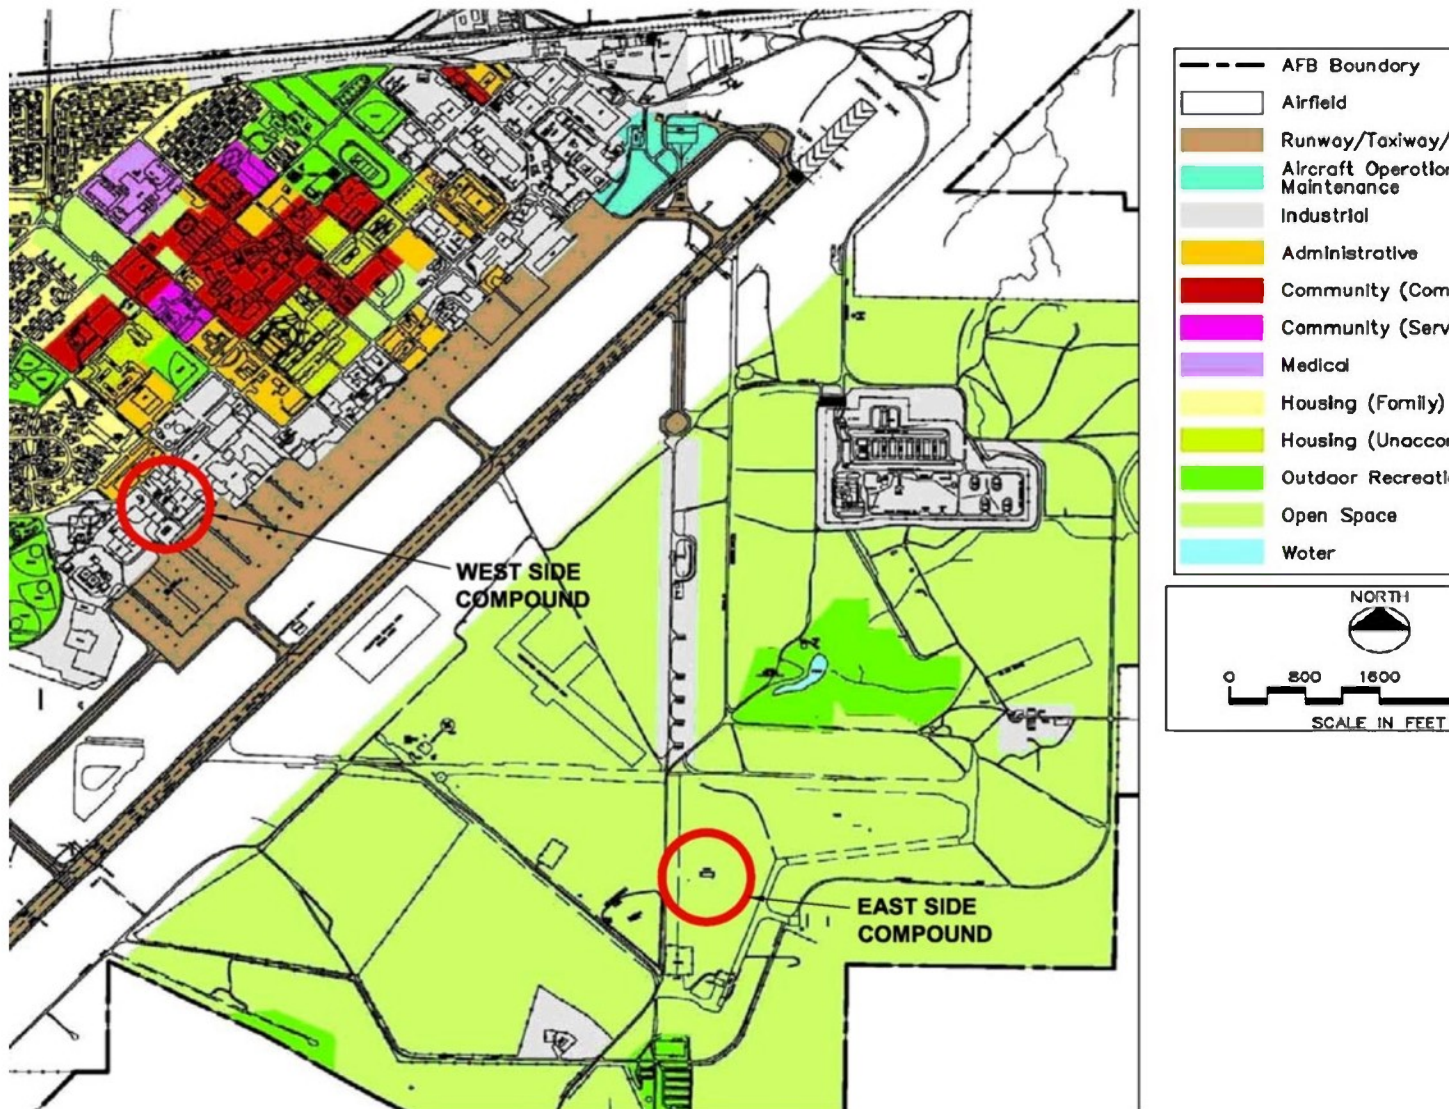 WEST SIDE
COMPOUND
EAST SIDE
COMPOUND
AFB Boundary
Airfield
Runway/Taxiway/
Aircraft Operation
Maintenance
Industrial
Administrative
Community (Com
Community (Serv
Medical
Housing (Family)
Housing (Unaccor
Outdoor Recreatio
Open Space
Water
NORTH
0 800 1600
SCALE IN FEET